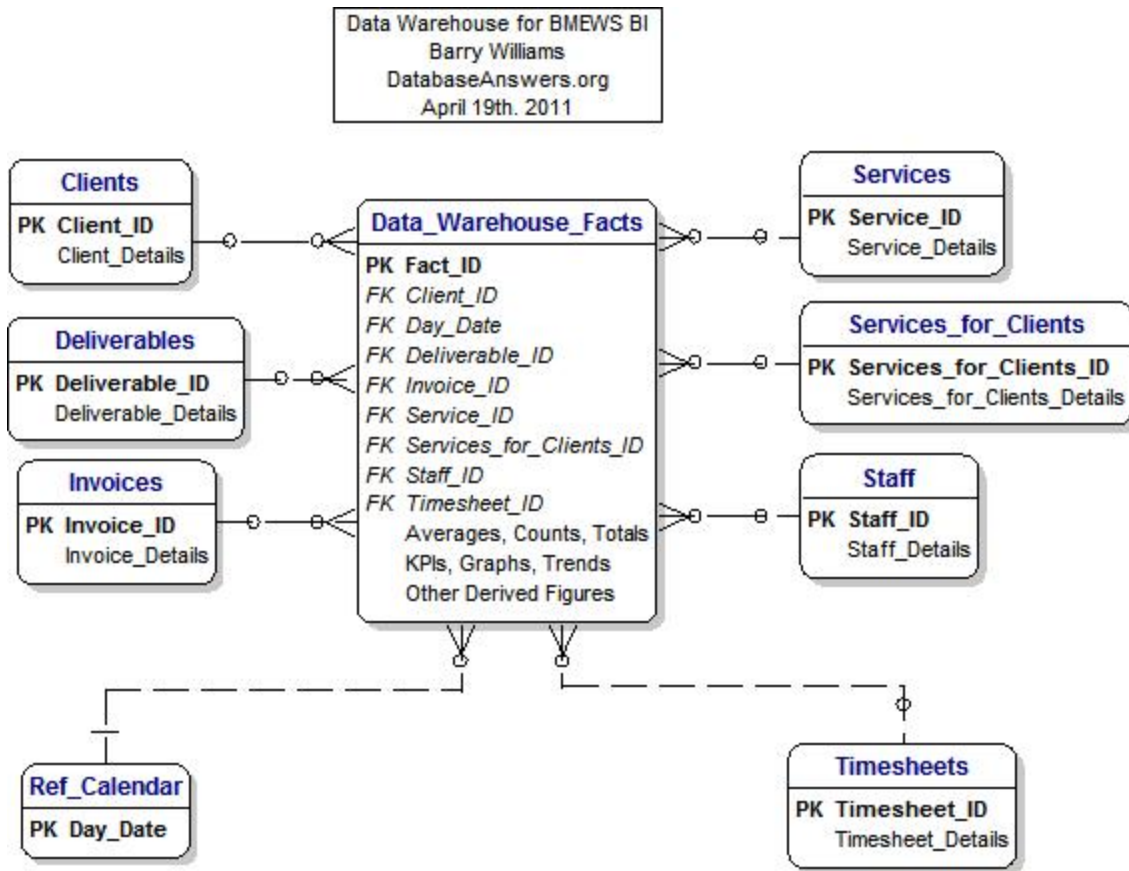 Data Warehouse for BMEWS BI
Barry Williams
DatabaseAnswers.org
April 19th. 2011
Clients
PK Client_ID
Client_Details
Deliverables
PK Deliverable_ID
Deliverable_Details
Invoices
PK Invoice_ID
Invoice_Details
Data_Warehouse_Facts
PK Fact_ID
FK Client_ID
FK Day_Date
FK Deliverable_ID
FK Invoice_ID
FK Service_ID
FK Services_for_Clients_ID
FK Staff_ID
FK Timesheet_ID
Averages, Counts, Totals
KPIs, Graphs, Trends
Other Derived Figures
Services
PK Service_ID
Service_Details
Services_for_Clients
PK Services_for_Clients_ID
Services_for_Clients_Details
Staff
PK Staff_ID
Staff_Details
Ref_Calendar
PK Day_Date
Timesheets
PK Timesheet_ID
Timesheet_Details